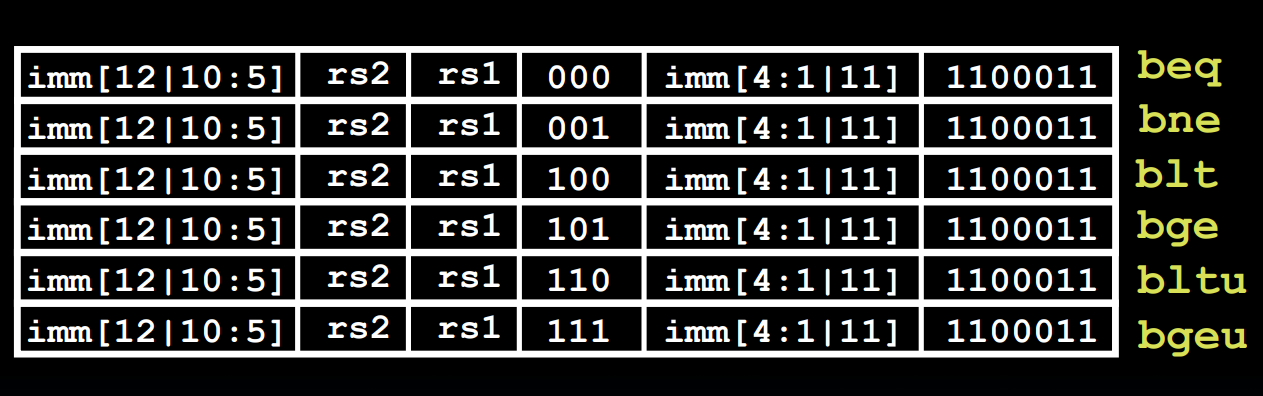 imm[12|10:5] rs2 rs1 000 imm[4:1|11] 1100011 beq
imm[12|10:5] rs2 rs1 001 imm[4:1|11] 1100011 bne
imm[12|10:5] rs2 rs1 100 imm[4:1|11] 1100011 blt
imm[12|10:5] rs2 rs1 101 imm[4:1|11] 1100011 bge
imm[12|10:5] rs2 rs1 110 imm[4:1|11] 1100011 bltu
imm[12|10:5] rs2 rs1 111 imm[4:1|11] 1100011 bgeu